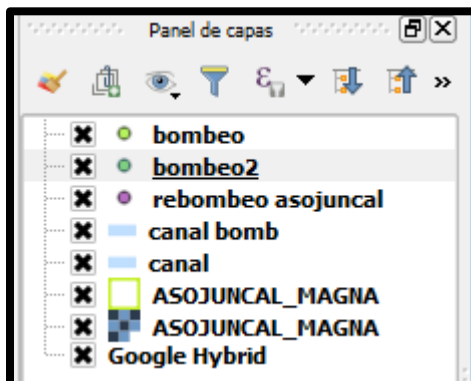 Panel de capas
bombeo
bombeo2
rebombeo asojuncal
canal bomb
canal
ASOJUNCAL_MAGNA
ASOJUNCAL_MAGNA
Google Hybrid